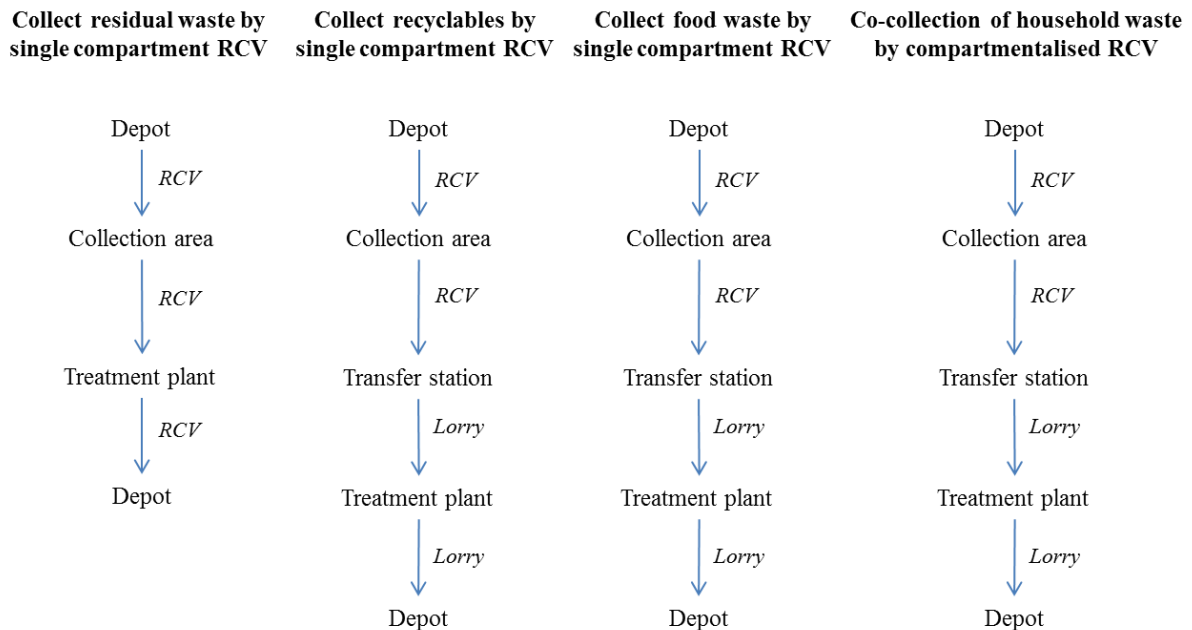 Collect residual waste by
single compartment RCV
Depot
RCV
Collection area
RCV
Treatment plant
RCV
Depot
Collect recyclables by
single compartment RCV
Depot
RCV
Collection area
RCV
Transfer station
Lorry
Treatment plant
Lorry
Depot
Collect food waste by
single compartment RCV
Depot
RCV
Collection area
RCV
Transfer station
Lorry
Treatment plant
Lorry
Depot
Co-collection of household waste
by compartmentalised RCV
Depot
RCV
Collection area
RCV
Transfer station
Lorry
Treatment plant
Lorry
Depot